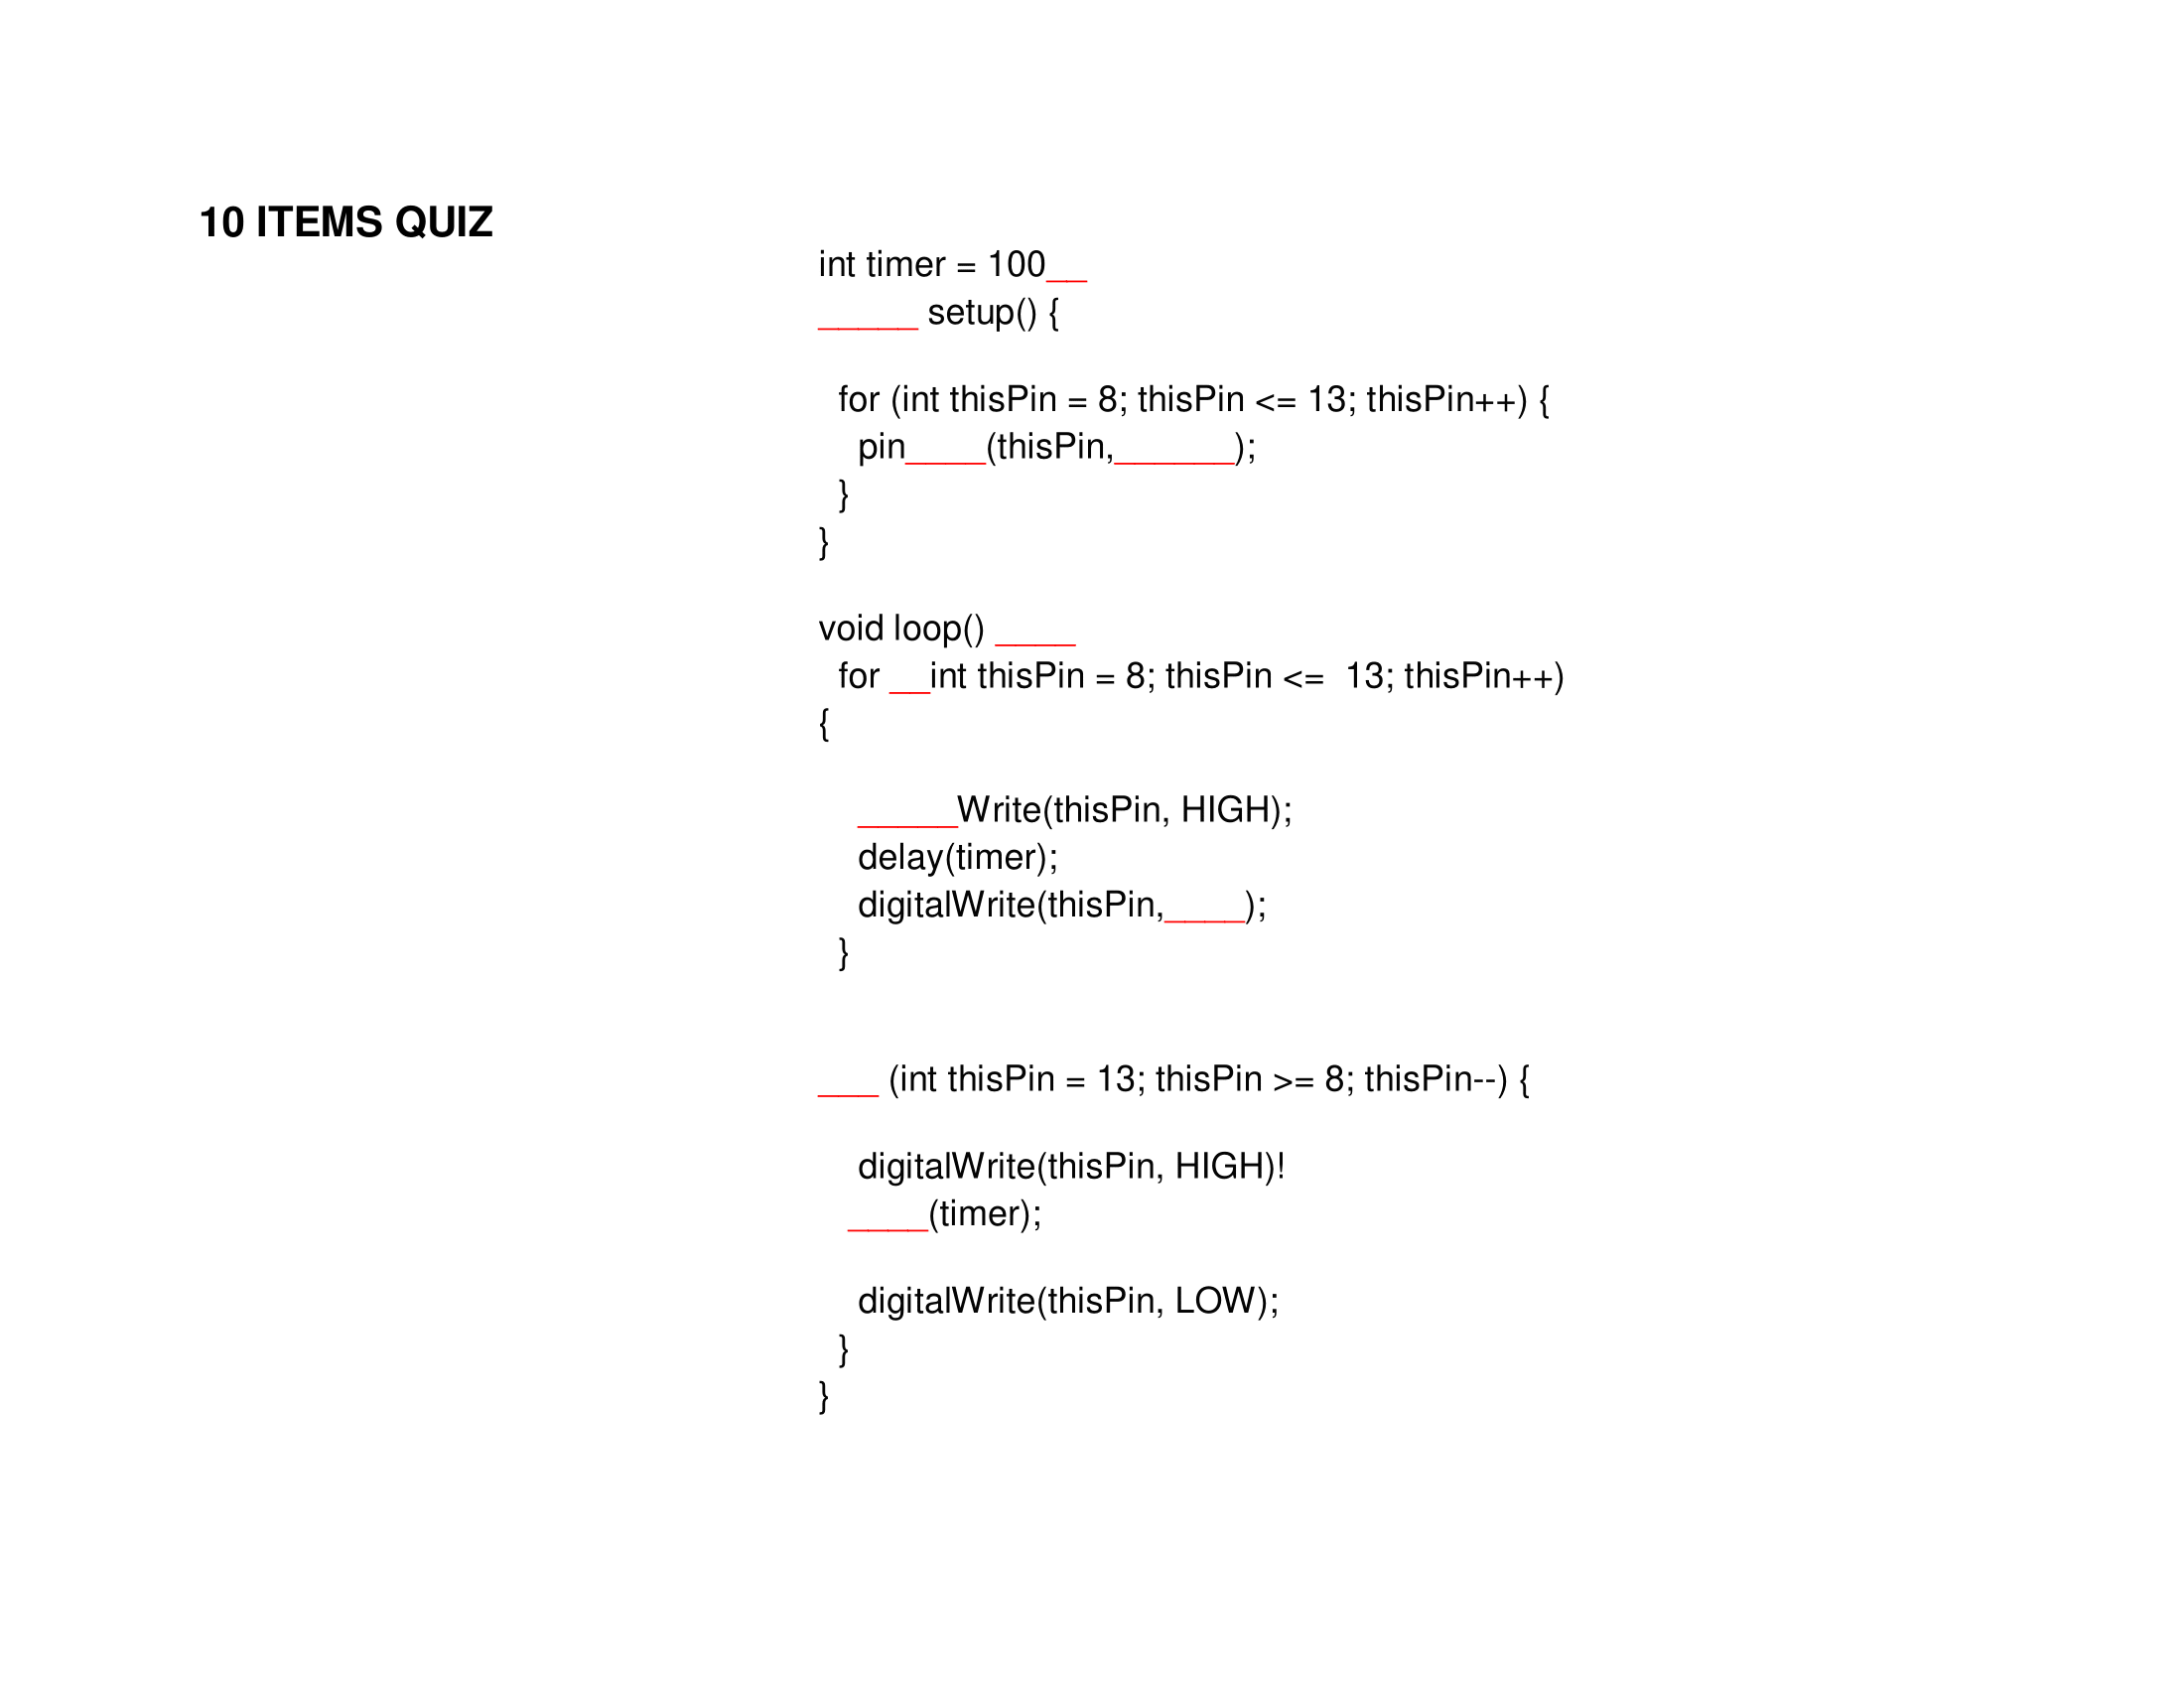 10 ITEMS QUIZ
int timer = 100__
_____ setup() {
for (int thisPin = 8; thisPin <= 13; thisPin++) {
pin____(thisPin,______);
}
}
void loop() ____
for __int thisPin = 8; thisPin <=  13; thisPin++)
{
_____Write(thisPin, HIGH);
delay(timer);
digitalWrite(thisPin,____);
}
___ (int thisPin = 13; thisPin >= 8; thisPin--) {
digitalWrite(thisPin, HIGH)!
____(timer);
digitalWrite(thisPin, LOW);
}
}